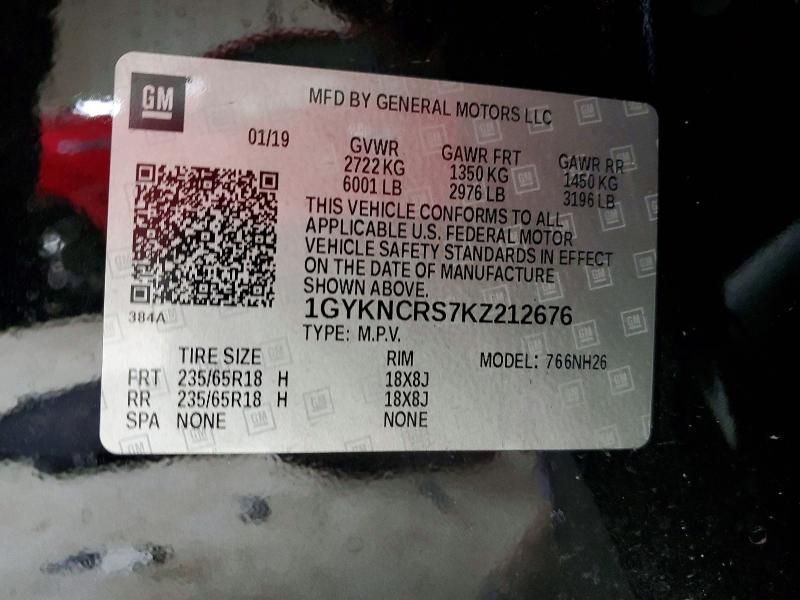 GM
MFD BY GENERAL MOTORS LLC
01/19
GVWR GAWR FRT GAWR RR
2722 KG 1350 KG 1450 KG
6001 LB 2976 LB 3196 LB
THIS VEHICLE CONFORMS TO ALL
APPLICABLE U.S. FEDERAL MOTOR
VEHICLE SAFETY STANDARDS IN EFFECT
ON THE DATE OF MANUFACTURE
SHOWN ABOVE.
384A
1GYKNCRS7KZ212676
TYPE: M.P.V.
TIRE SIZE RIM MODEL: 766NH26
FRT 235/65R18 H 18X8J
RR 235/65R18 H 18X8J
SPA NONE NONE